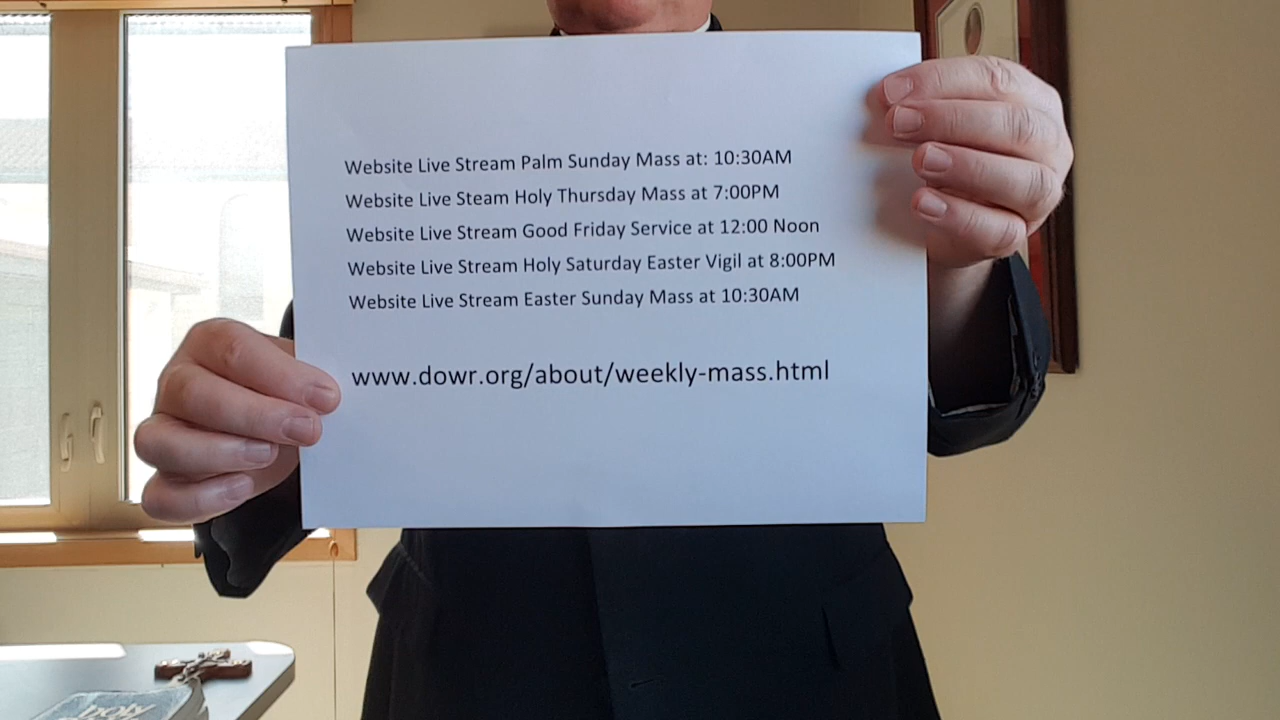 Website Live Stream Palm Sunday Mass at: 10:30AM
Website Live Steam Holy Thursday Mass at 7:00PM
Website Live Stream Good Friday Service at 12:00 Noon
Website Live Stream Holy Saturday Easter Vigil at 8:00PM
Website Live Stream Easter Sunday Mass at 10:30AM
www.dowr.org/about/weekly-mass.html
holy